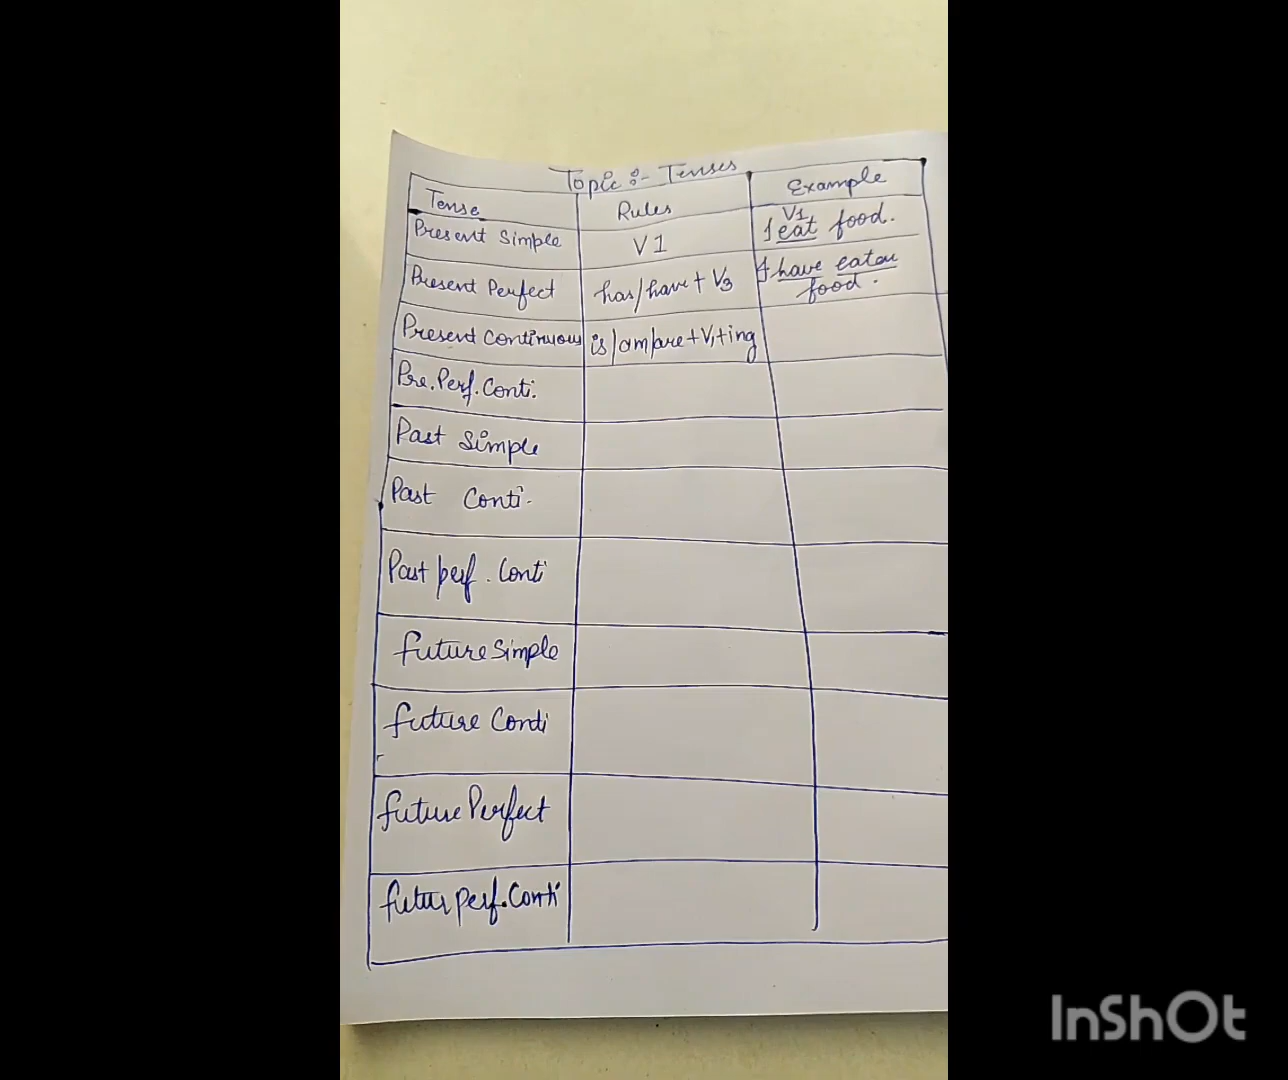 Topic :- Tenses
Tense Rules Example
Present Simple V1 V1
I eat food.
Present Perfect has/have + V3 I have eaten
food.
Present Continuous is/am/are+V1+ing
Pre.Perf.Conti.
Past Simple
Past Conti.
Past perf. Conti
future Simple
future Conti
future Perfect
futur perf.Conti
InShOt